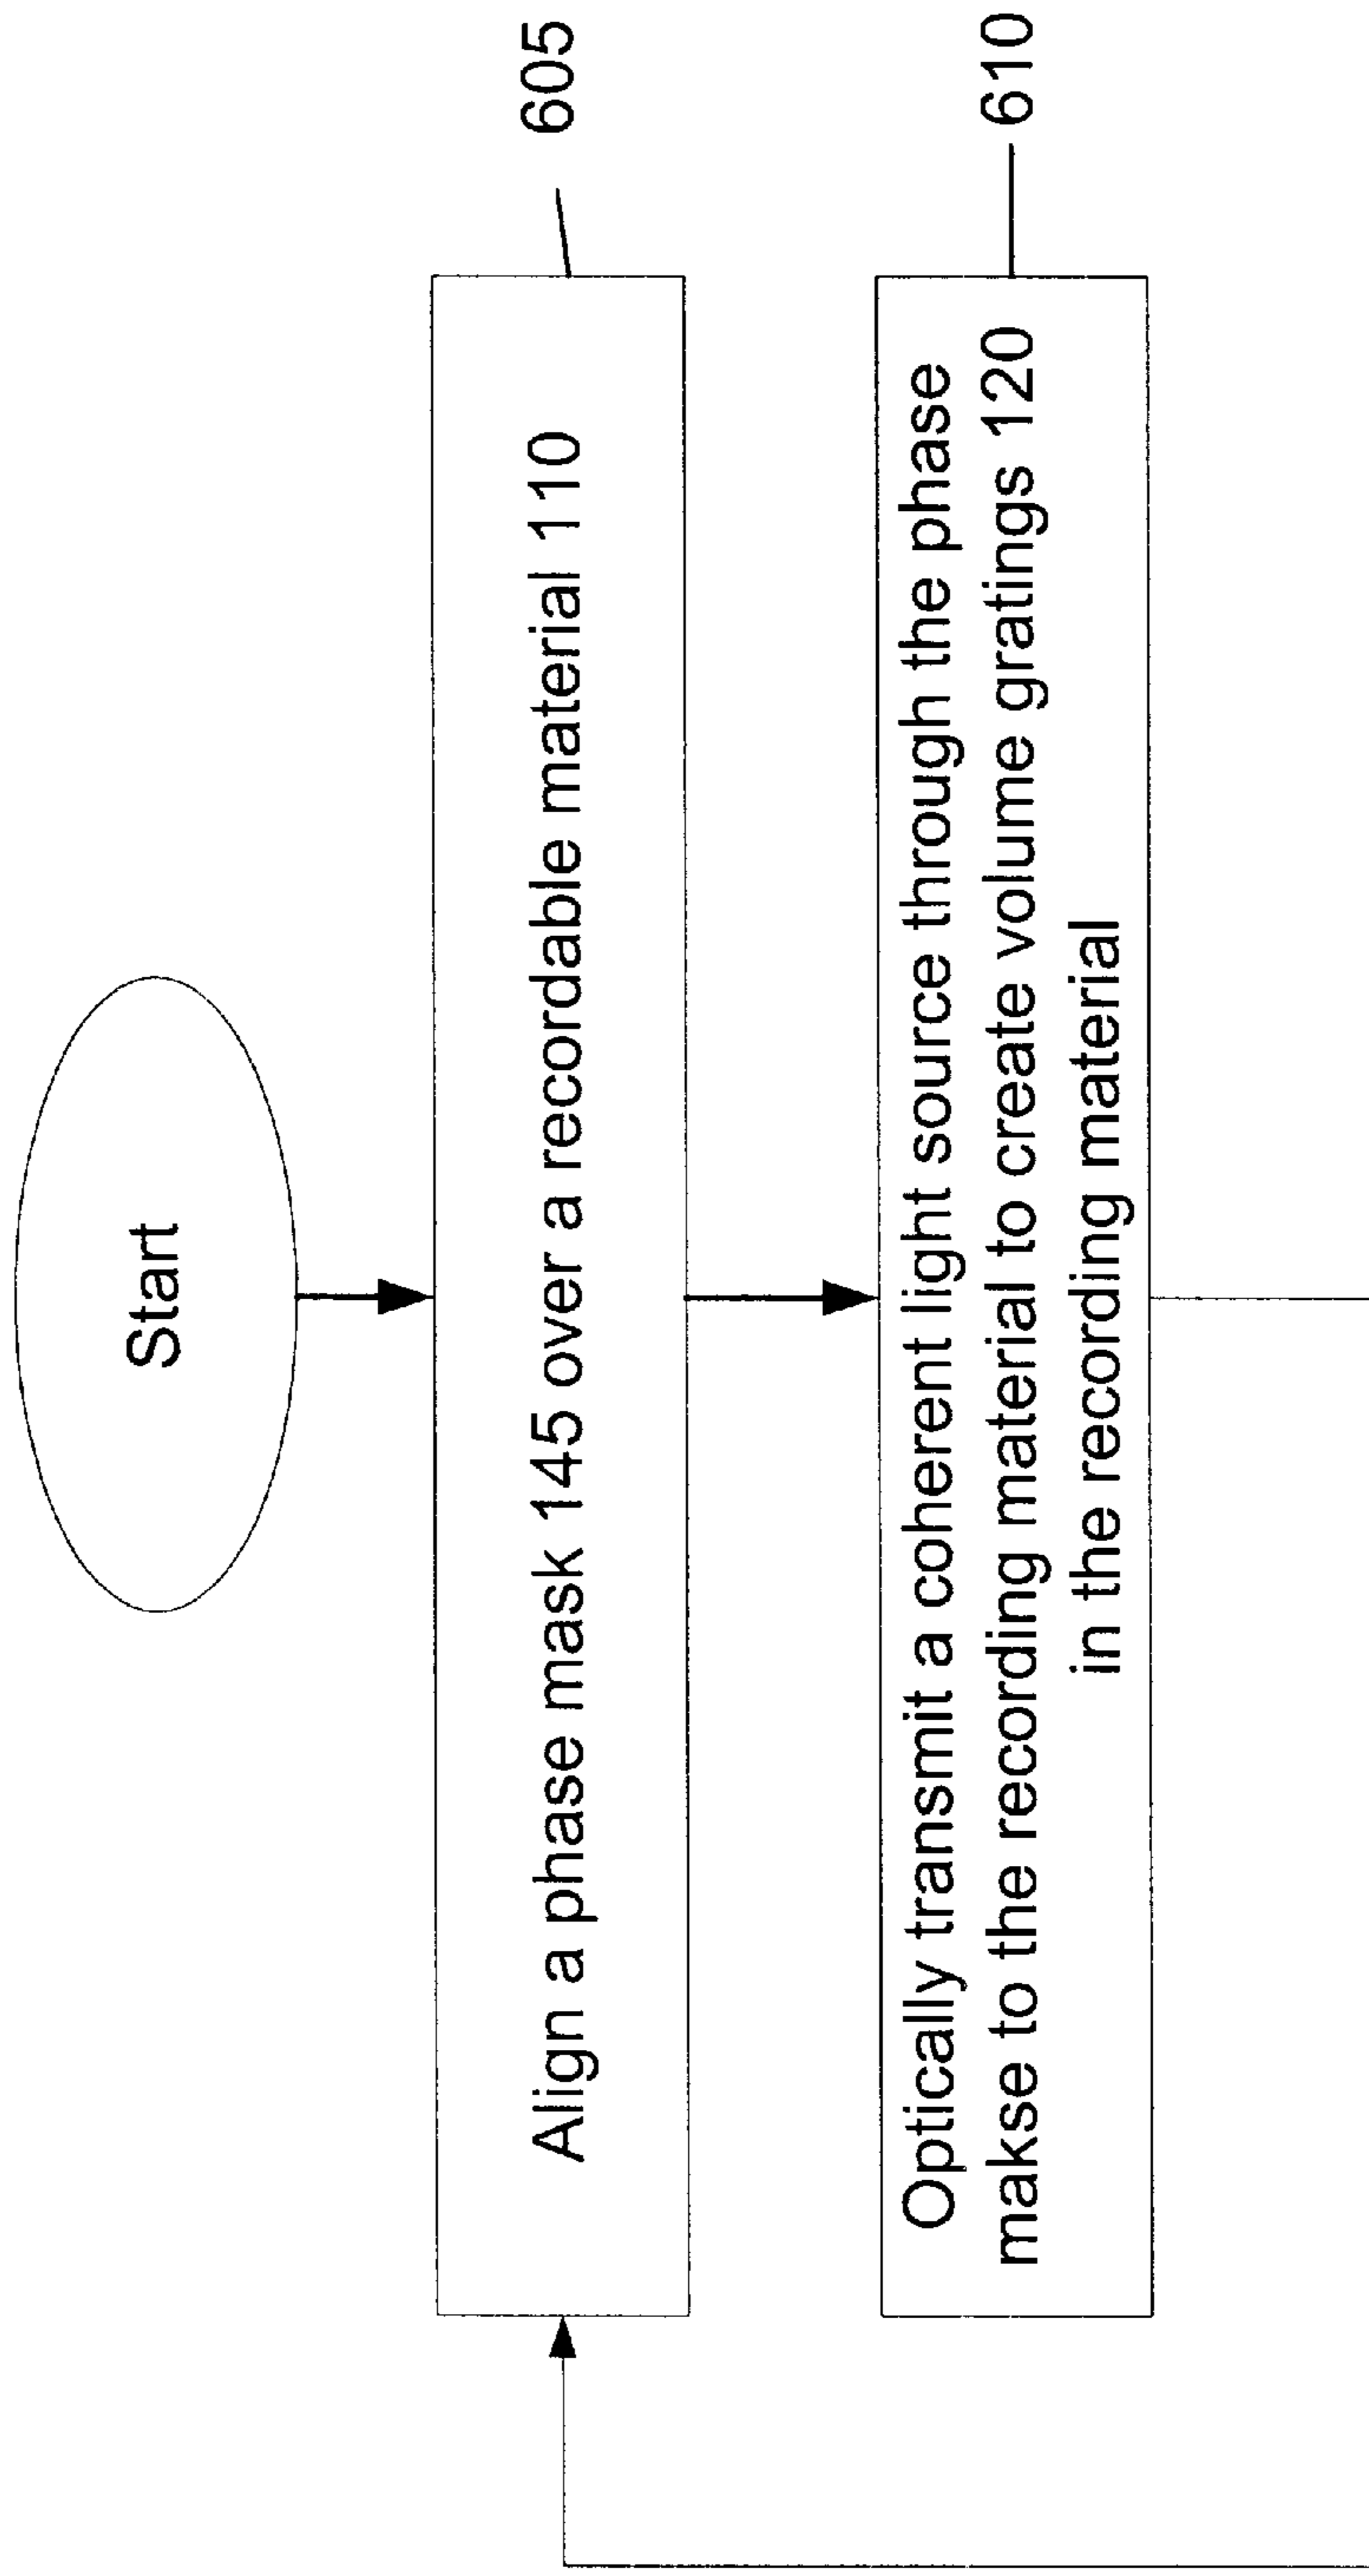 Start
Align a phase mask 145 over a recordable material 110
605
Optically transmit a coherent light source through the phase
makse to the recording material to create volume gratings 120
in the recording material
610